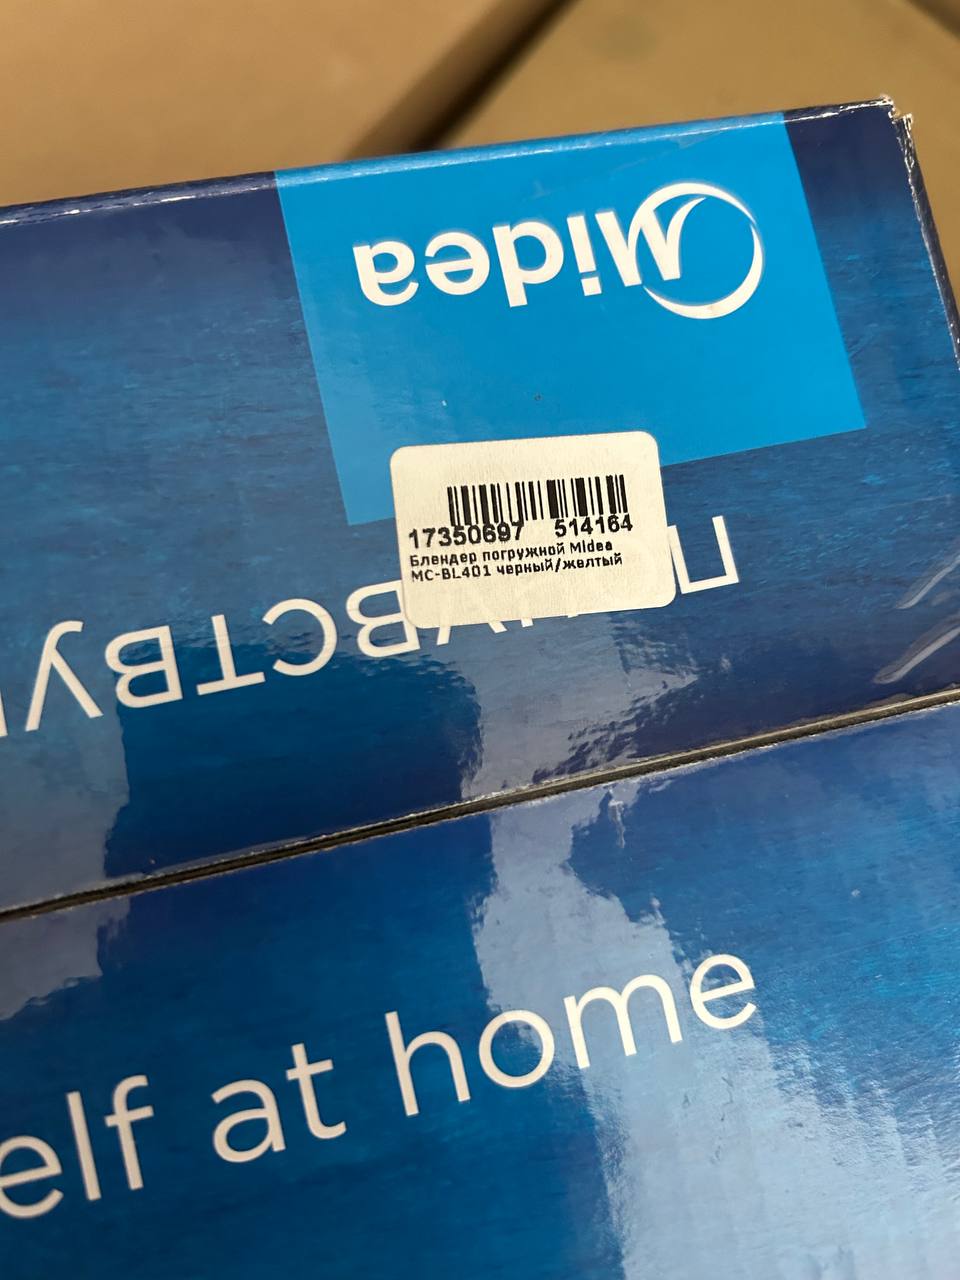 Midea
17350697 514164
Блендер погружной Midea
MC-BL401 черный/желтый
elf at home